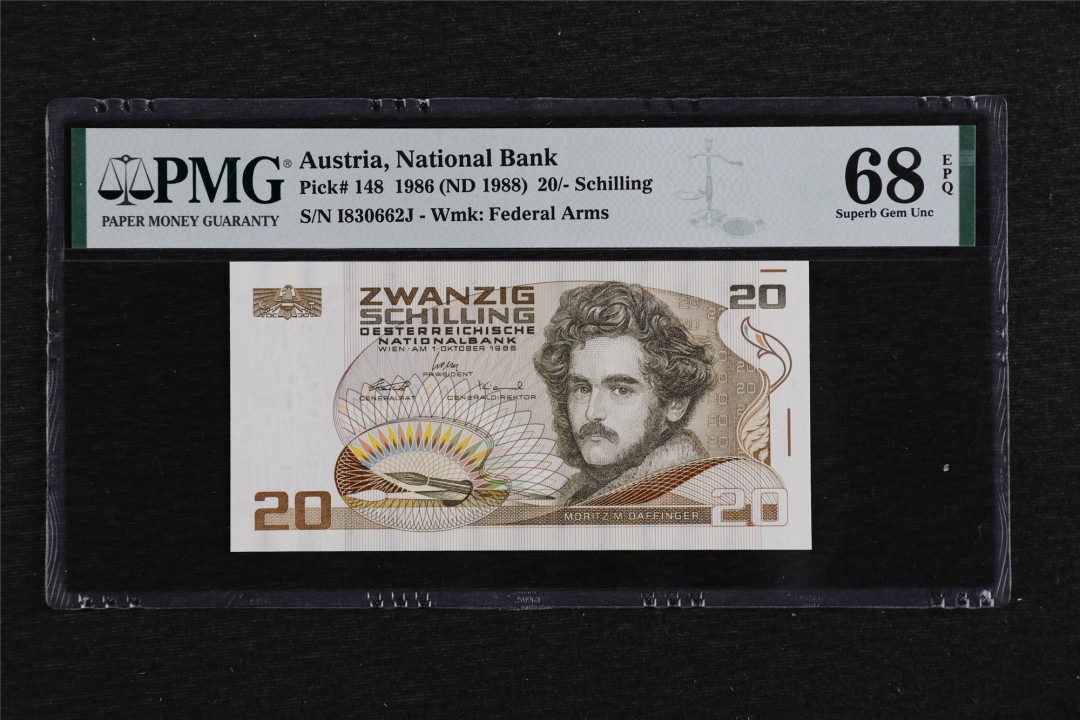 PMG®
PAPER MONEY GUARANTY
Austria, National Bank
Pick# 148 1986 (ND 1988) 20/- Schilling
S/N I830662J - Wmk: Federal Arms
68
EPQ
Superb Gem Unc
ZWANZIG
SCHILLING
OESTERREICHISCHE
NATIONALBANK
WIEN·AM 1·OKTOBER 1986
PRÄSIDENT
GENERALRAT
GENERALDIREKTOR
20
20
MORITZ·M·DAFFINGER
20